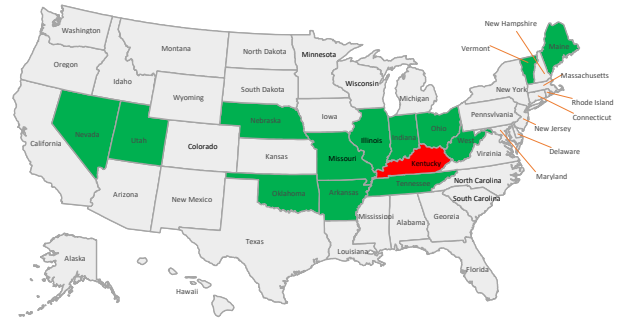 Washington
Montana
North Dakota
Minnesota
New Hampshire
Vermont
Maine
Oregon
Idaho
Wyoming
South Dakota
Wisconsin
Michigan
New York
Massachusetts
Rhode Island
Connecticut
Nevada
Utah
Colorado
Nebraska
Iowa
Illinois
Indiana
Ohio
Pennsylvania
New Jersey
California
Kansas
Missouri
Kentucky
West
Virginia
Delaware
Maryland
Arizona
New Mexico
Oklahoma
Arkansas
Tennessee
North Carolina
South Carolina
Texas
Louisiana
Mississippi
Alabama
Georgia
Florida
Alaska
Hawaii